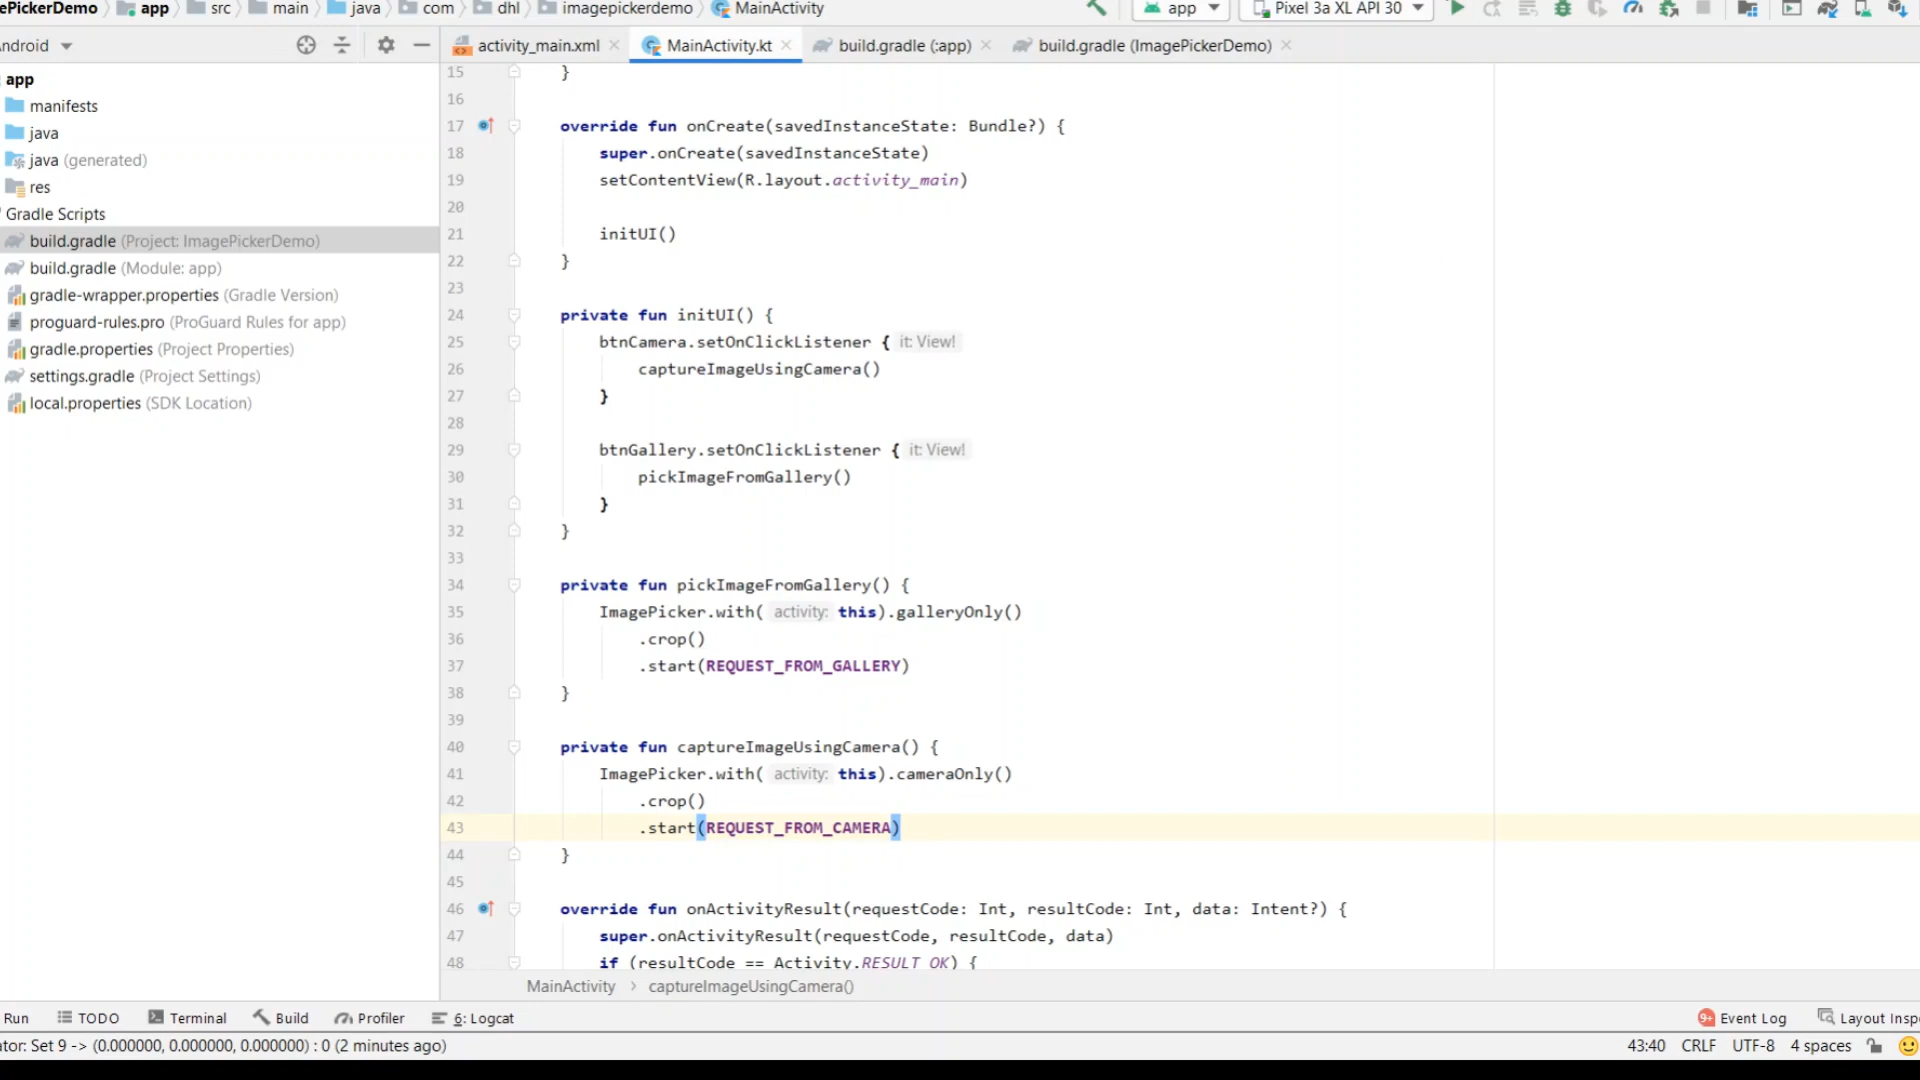 ePickerDemo app src main java com dhl imagepickerdemo MainActivity app Pixel 3a XL API 30
Android activity_main.xml MainActivity.kt build.gradle (:app) build.gradle (ImagePickerDemo)
app
manifests
java
java (generated)
res
Gradle Scripts
build.gradle (Project: ImagePickerDemo)
build.gradle (Module: app)
gradle-wrapper.properties (Gradle Version)
proguard-rules.pro (ProGuard Rules for app)
gradle.properties (Project Properties)
settings.gradle (Project Settings)
local.properties (SDK Location)
15 }
16
17 override fun onCreate(savedInstanceState: Bundle?) {
18 super.onCreate(savedInstanceState)
19 setContentView(R.layout.activity_main)
20
21 initUI()
22 }
23
24 private fun initUI() {
25 btnCamera.setOnClickListener { it: View!
26 captureImageUsingCamera()
27 }
28
29 btnGallery.setOnClickListener { it: View!
30 pickImageFromGallery()
31 }
32 }
33
34 private fun pickImageFromGallery() {
35 ImagePicker.with( activity: this).galleryOnly()
36 .crop()
37 .start(REQUEST_FROM_GALLERY)
38 }
39
40 private fun captureImageUsingCamera() {
41 ImagePicker.with( activity: this).cameraOnly()
42 .crop()
43 .start(REQUEST_FROM_CAMERA)
44 }
45
46 override fun onActivityResult(requestCode: Int, resultCode: Int, data: Intent?) {
47 super.onActivityResult(requestCode, resultCode, data)
48 if (resultCode == Activity.RESULT_OK) {
MainActivity > captureImageUsingCamera()
Run TODO Terminal Build Profiler 6: Logcat 9+ Event Log Layout Insp
ator: Set 9 -> (0.000000, 0.000000, 0.000000) : 0 (2 minutes ago) 43:40 CRLF UTF-8 4 spaces